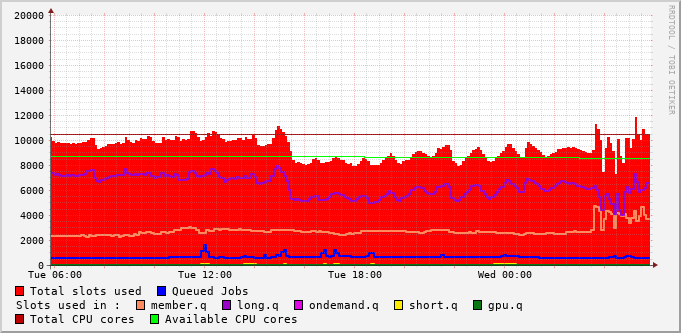 20000
18000
16000
14000
12000
10000
8000
6000
4000
2000
0
Tue 06:00 Tue 12:00 Tue 18:00 Wed 00:00
Total slots used Queued Jobs
Slots used in : member.q long.q ondemand.q short.q gpu.q
Total CPU cores Available CPU cores
RRDTOOL / TOBI OETIKER